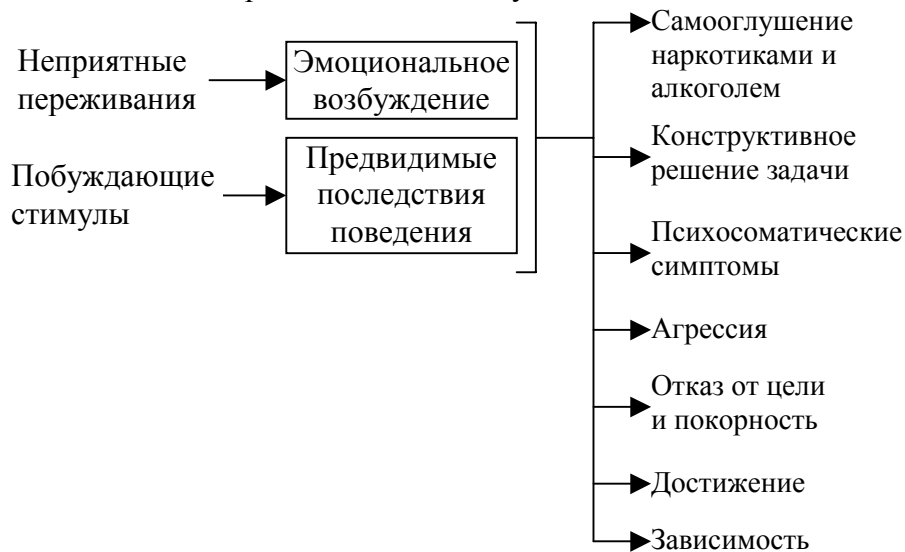 Неприятные
переживания
Эмоциональное
возбуждение
Побуждающие
стимулы
Предвидимые
последствия
поведения
Самооглушение
наркотиками и
алкоголем
Конструктивное
решение задачи
Психосоматические
симптомы
Агрессия
Отказ от цели
и покорность
Достижение
Зависимость